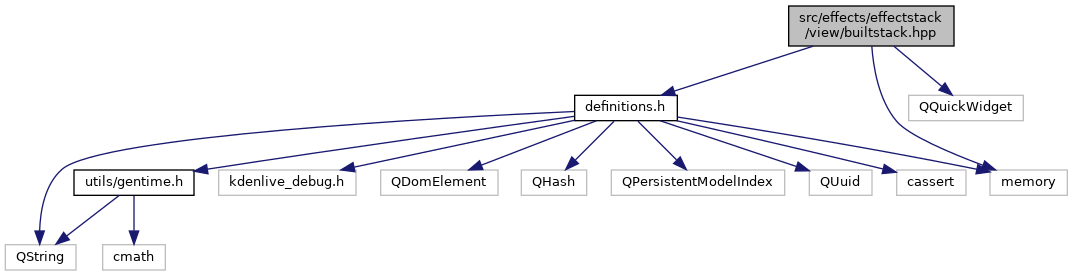 src/effects/effectstack
/view/builtstack.hpp
definitions.h
QQuickWidget
utils/gentime.h
kdenlive_debug.h
QDomElement
QHash
QPersistentModelIndex
QUuid
cassert
memory
QString
cmath